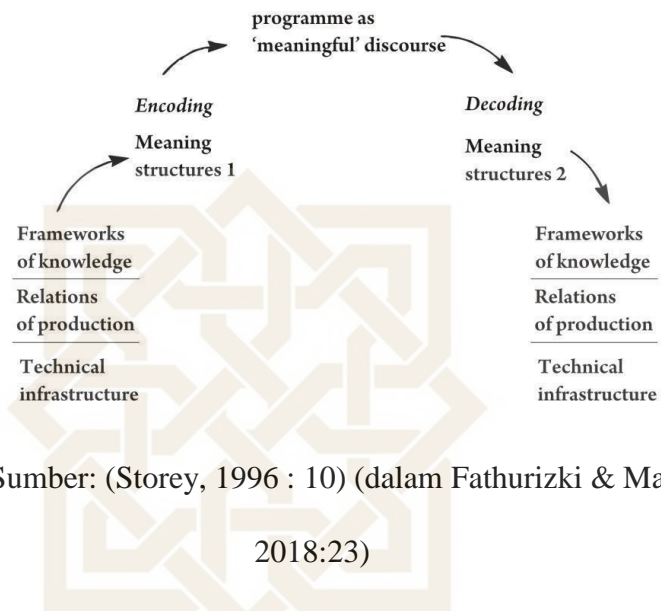 programme as
‘meaningful’ discourse
Encoding
Meaning
structures 1
Decoding
Meaning
structures 2
Frameworks
of knowledge
Relations
of production
Technical
infrastructure
Frameworks
of knowledge
Relations
of production
Technical
infrastructure
Sumber: (Storey, 1996 : 10) (dalam Fathurizki & Ma
2018:23)